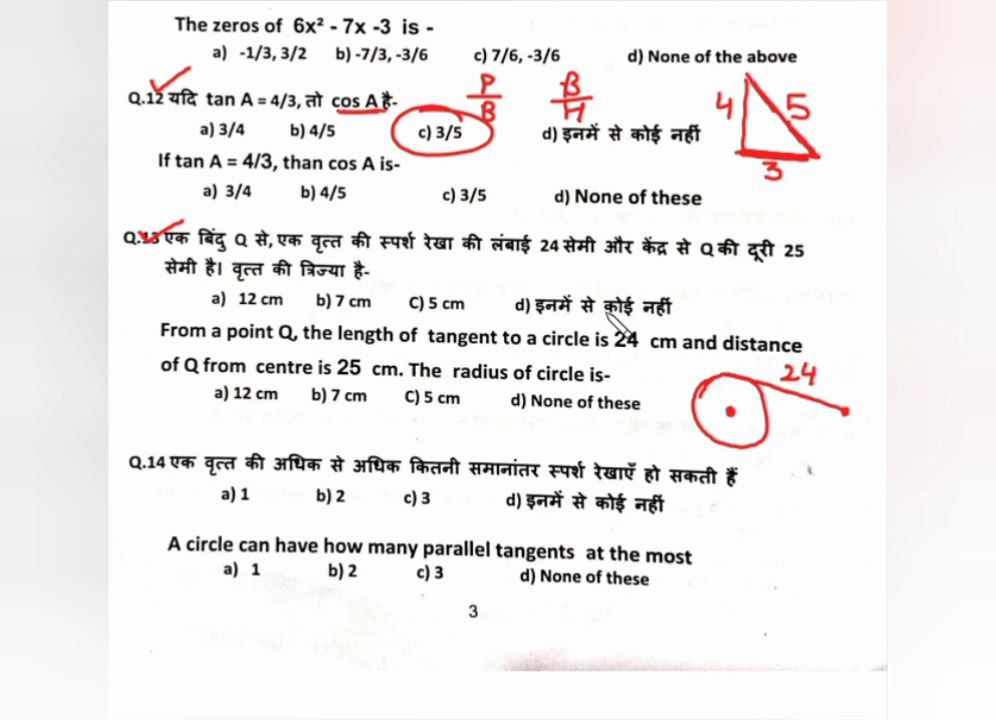 The zeros of 6x² - 7x -3 is -
a) -1/3, 3/2 b) -7/3, -3/6 c) 7/6, -3/6 d) None of the above
Q.12 यदि tan A = 4/3, तो cos A है-
P/B B/H
4 5
3
a) 3/4 b) 4/5 c) 3/5 d) इनमें से कोई नहीं
If tan A = 4/3, than cos A is-
a) 3/4 b) 4/5 c) 3/5 d) None of these
Q.13 एक बिंदु Q से, एक वृत्त की स्पर्श रेखा की लंबाई 24 सेमी और केंद्र से Q की दूरी 25
सेमी है। वृत्त की त्रिज्या है-
a) 12 cm b) 7 cm C) 5 cm d) इनमें से कोई नहीं
From a point Q, the length of tangent to a circle is 24 cm and distance
of Q from centre is 25 cm. The radius of circle is-
24
a) 12 cm b) 7 cm C) 5 cm d) None of these
Q.14 एक वृत्त की अधिक से अधिक कितनी समानांतर स्पर्श रेखाएँ हो सकती हैं
a) 1 b) 2 c) 3 d) इनमें से कोई नहीं
A circle can have how many parallel tangents at the most
a) 1 b) 2 c) 3 d) None of these
3